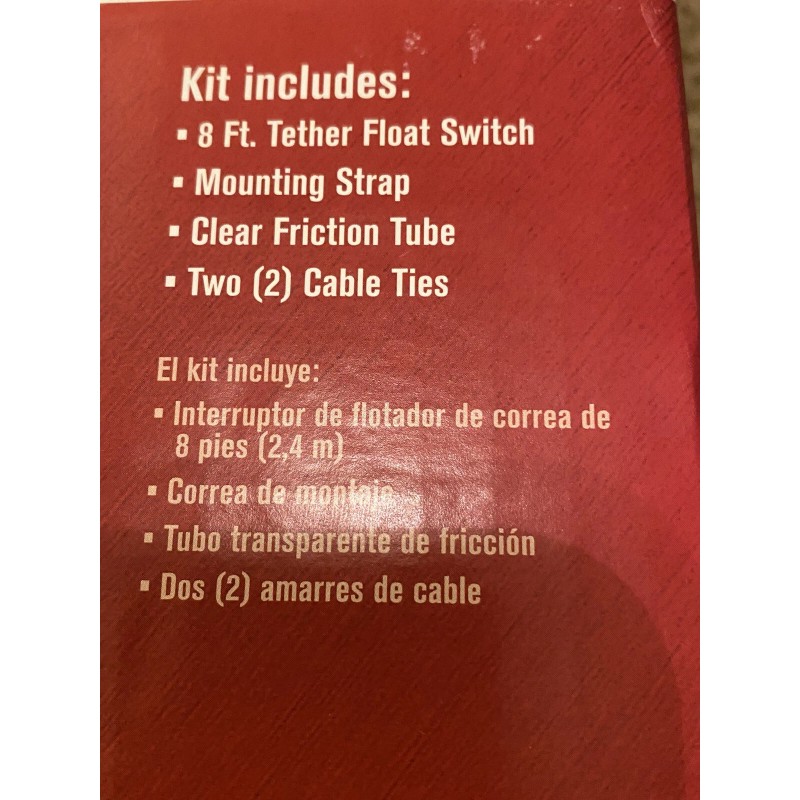 Kit includes:
▪ 8 Ft. Tether Float Switch
▪ Mounting Strap
▪ Clear Friction Tube
▪ Two (2) Cable Ties
El kit incluye:
▪ Interruptor de flotador de correa de
8 pies (2,4 m)
▪ Correa de montaje
▪ Tubo transparente de fricción
▪ Dos (2) amarres de cable